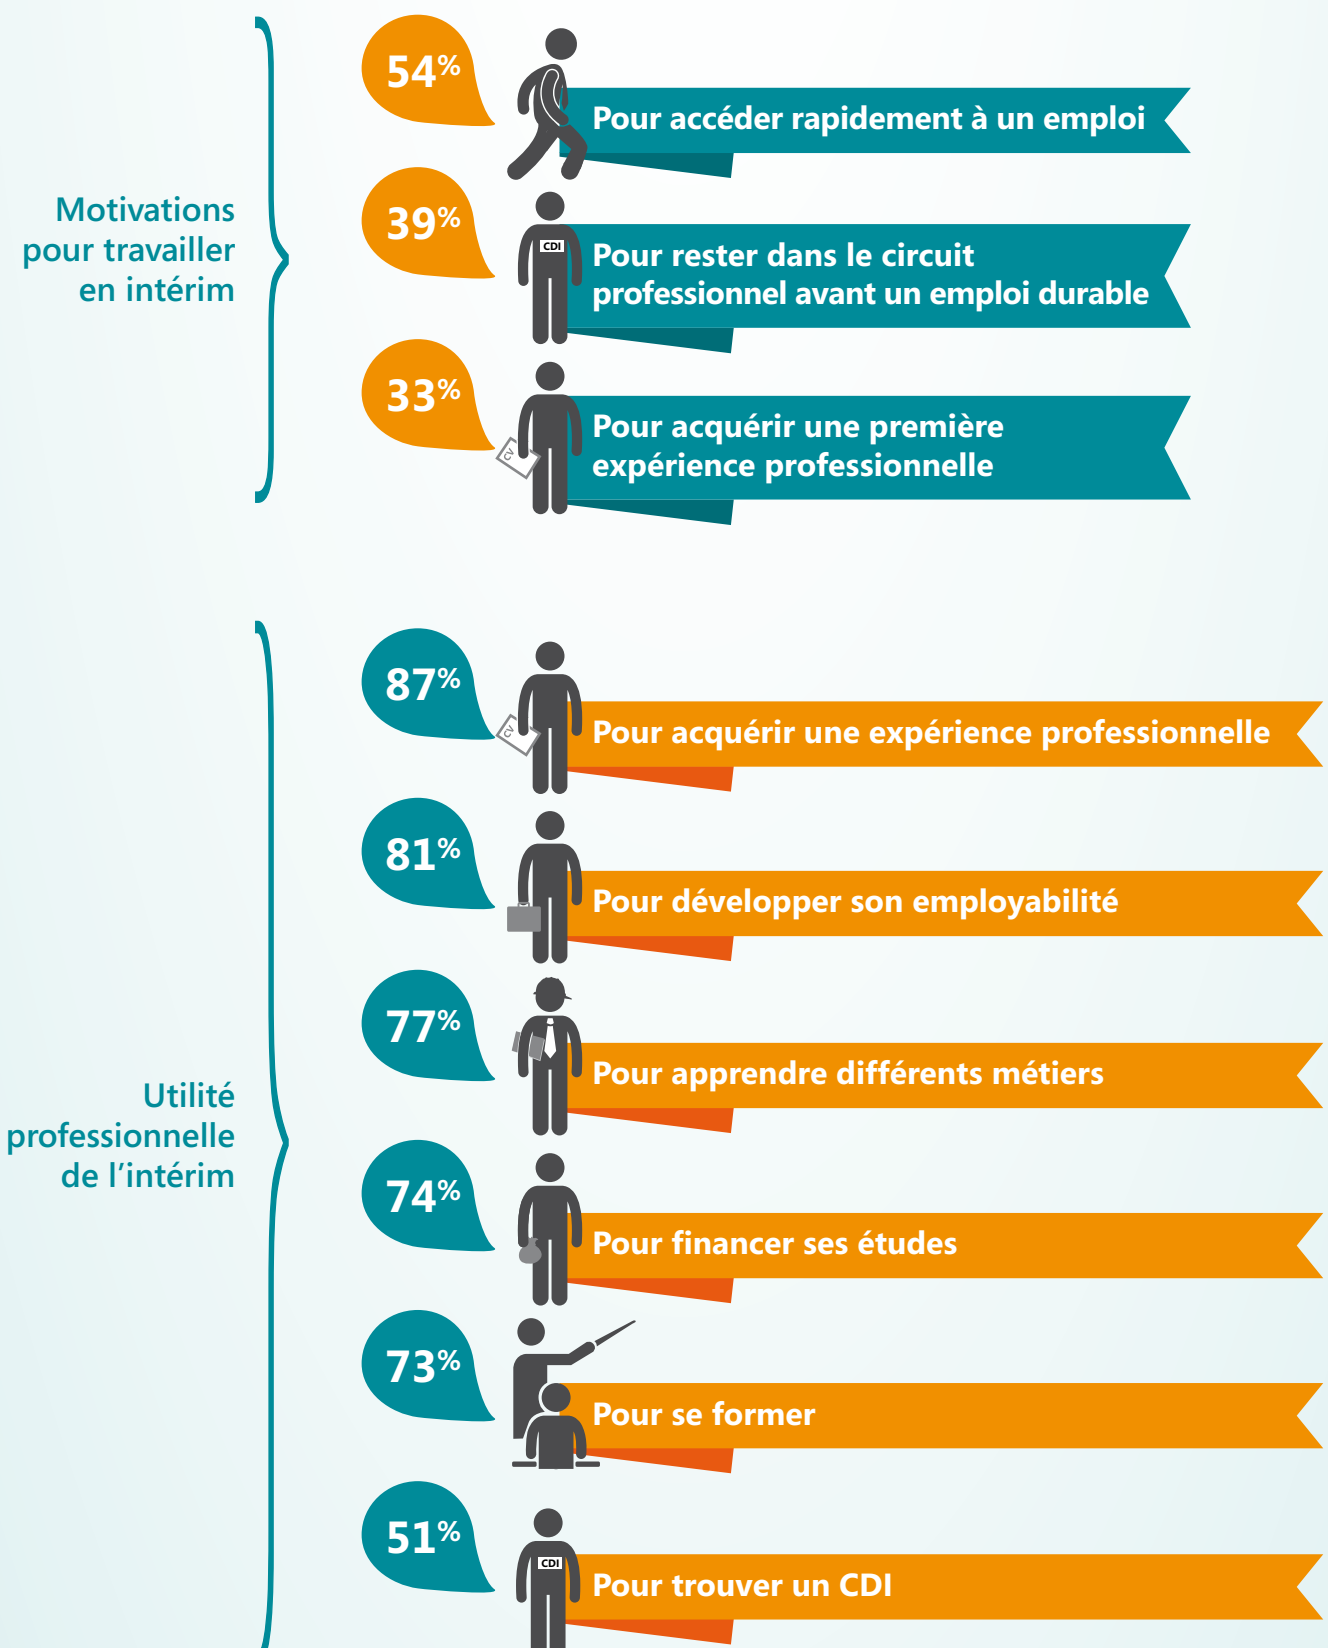 Motivations
pour travailler
en intérim
54%
Pour accéder rapidement à un emploi
39%
CDI
Pour rester dans le circuit
professionnel avant un emploi durable
33%
CV
Pour acquérir une première
expérience professionnelle
Utilité
professionnelle
de l'intérim
87%
CV
Pour acquérir une expérience professionnelle
81%
Pour développer son employabilité
77%
Pour apprendre différents métiers
74%
Pour financer ses études
73%
Pour se former
51%
CDI
Pour trouver un CDI